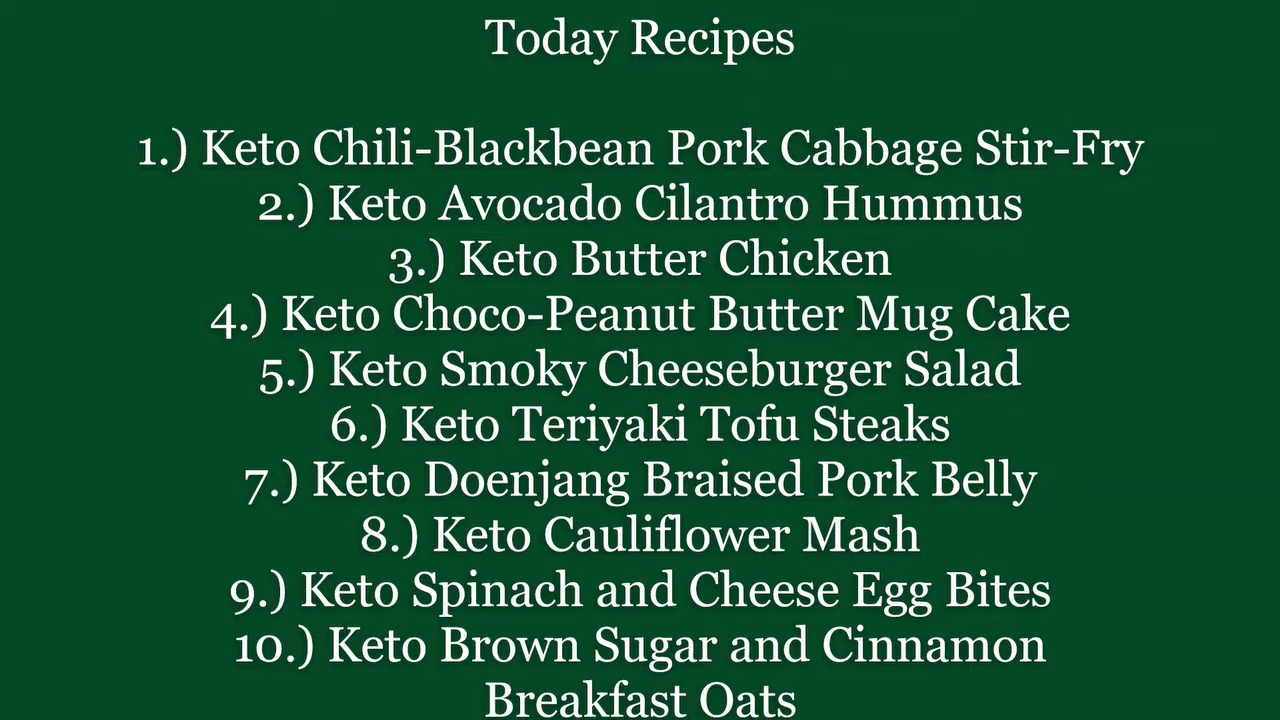 Today Recipes
1.) Keto Chili-Blackbean Pork Cabbage Stir-Fry
2.) Keto Avocado Cilantro Hummus
3.) Keto Butter Chicken
4.) Keto Choco-Peanut Butter Mug Cake
5.) Keto Smoky Cheeseburger Salad
6.) Keto Teriyaki Tofu Steaks
7.) Keto Doenjang Braised Pork Belly
8.) Keto Cauliflower Mash
9.) Keto Spinach and Cheese Egg Bites
10.) Keto Brown Sugar and Cinnamon
Breakfast Oats